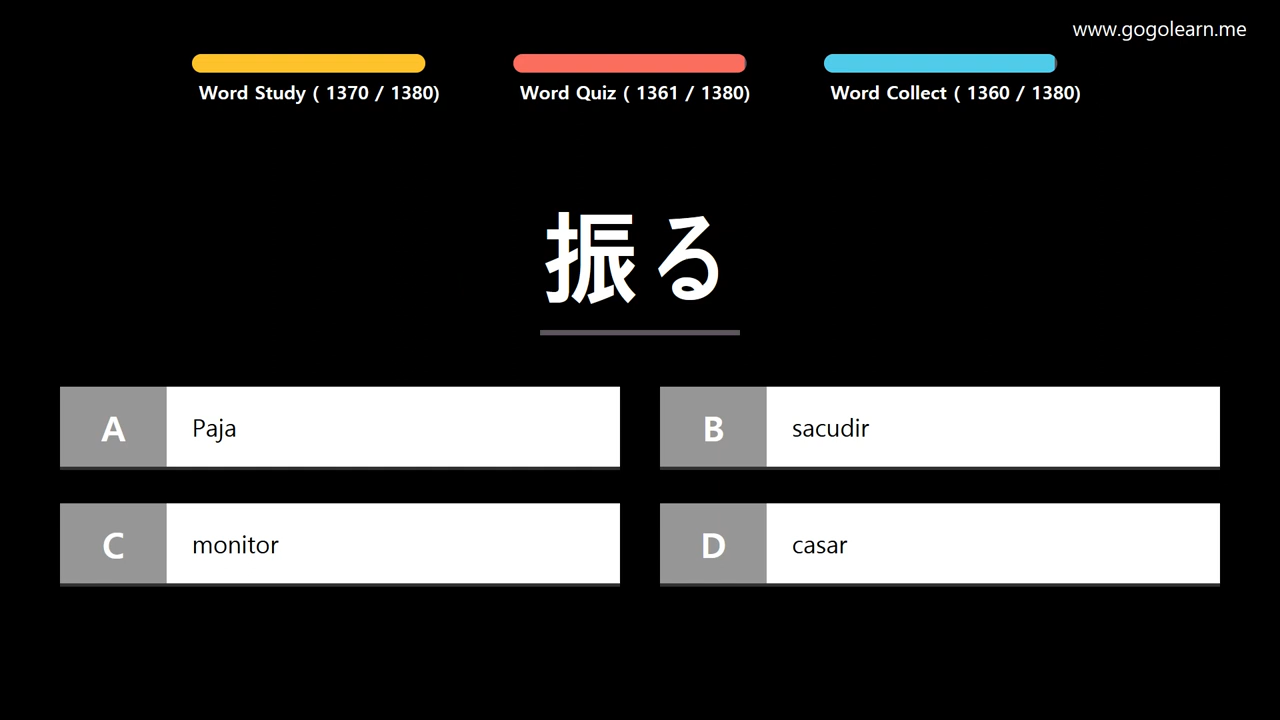 www.gogolearn.me
Word Study ( 1370 / 1380)
Word Quiz ( 1361 / 1380)
Word Collect ( 1360 / 1380)
振る
A Paja
B sacudir
C monitor
D casar